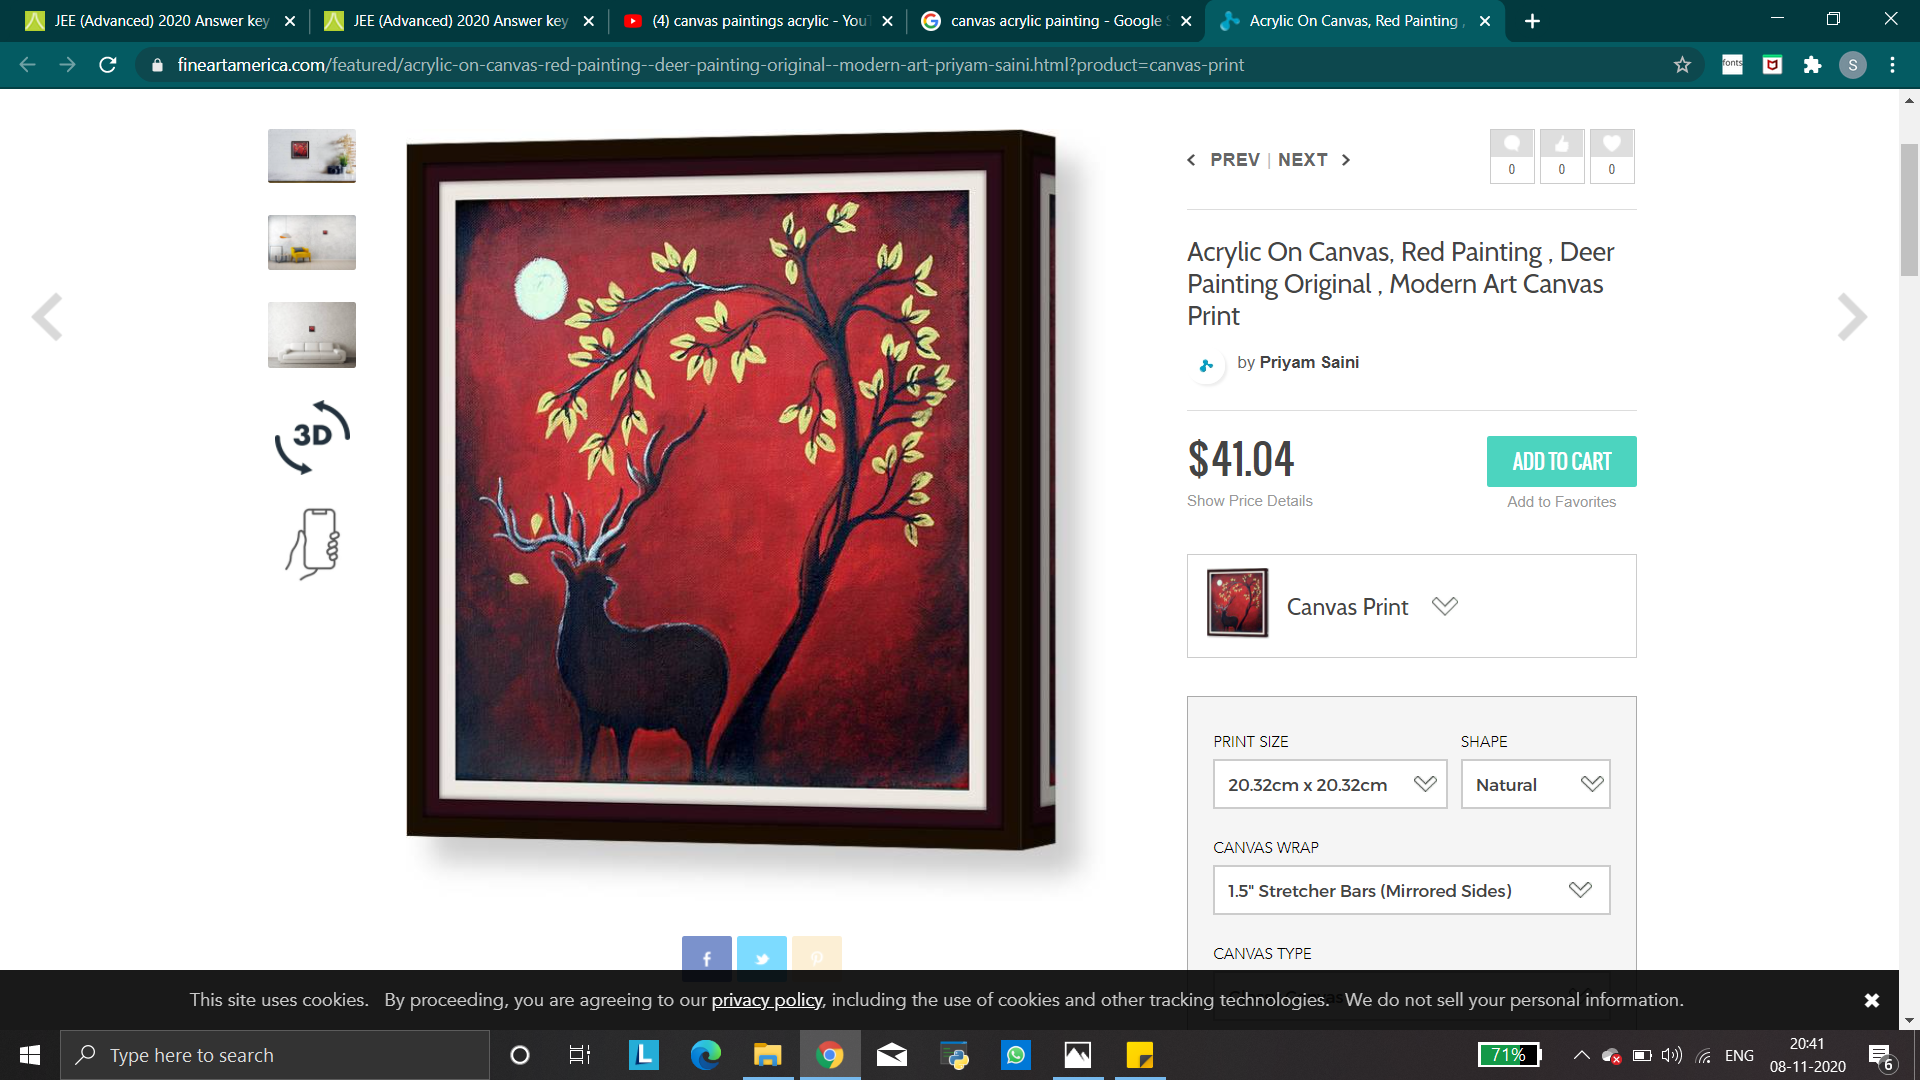 JEE (Advanced) 2020 Answer key
JEE (Advanced) 2020 Answer key
(4) canvas paintings acrylic - You
canvas acrylic painting - Google
Acrylic On Canvas, Red Painting ,
fineartamerica.com/featured/acrylic-on-canvas-red-painting--deer-painting-original--modern-art-priyam-saini.html?product=canvas-print
fonts
S
PREV | NEXT
0
0
0
Acrylic On Canvas, Red Painting , Deer
Painting Original , Modern Art Canvas
Print
by Priyam Saini
3D
$41.04
ADD TO CART
Show Price Details
Add to Favorites
Canvas Print
PRINT SIZE
SHAPE
20.32cm x 20.32cm
Natural
CANVAS WRAP
1.5" Stretcher Bars (Mirrored Sides)
CANVAS TYPE
This site uses cookies. By proceeding, you are agreeing to our privacy policy, including the use of cookies and other tracking technologies. We do not sell your personal information.
Type here to search
L
71%
ENG
20:41
08-11-2020
6